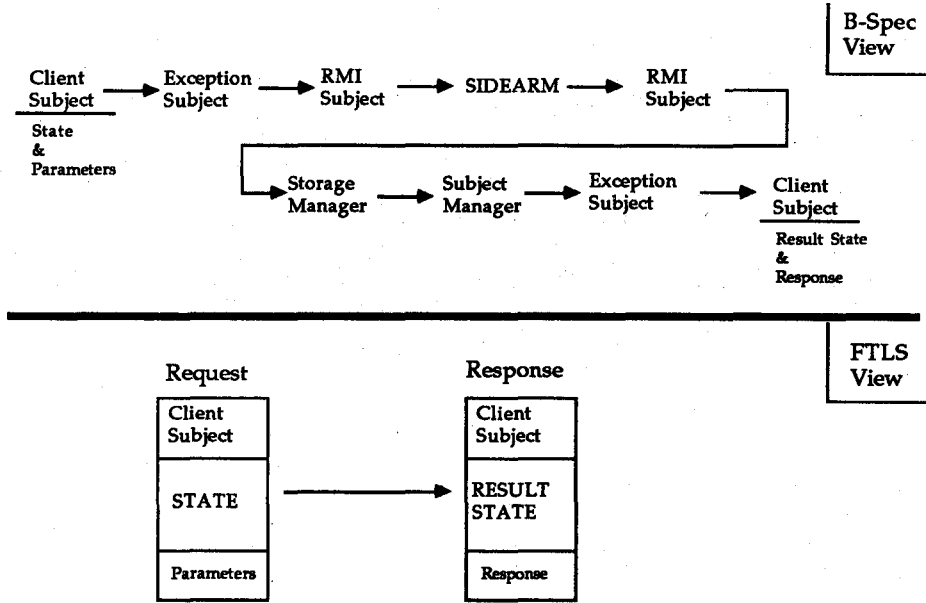 B-Spec
View
Client
Subject
State
&
Parameters
Exception
Subject
RMI
Subject
SIDEARM
RMI
Subject
Storage
Manager
Subject
Manager
Exception
Subject
Client
Subject
Result State
&
Response
FTLS
View
Request
Client
Subject
STATE
Parameters
Response
Client
Subject
RESULT
STATE
Response